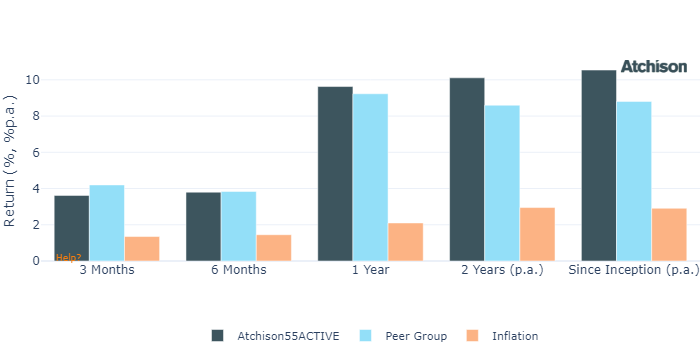 Atchison
Return (%, %p.a.)
10
8
6
4
2
0
Help?
3 Months
6 Months
1 Year
2 Years (p.a.)
Since Inception (p.a.)
Atchison55ACTIVE
Peer Group
Inflation